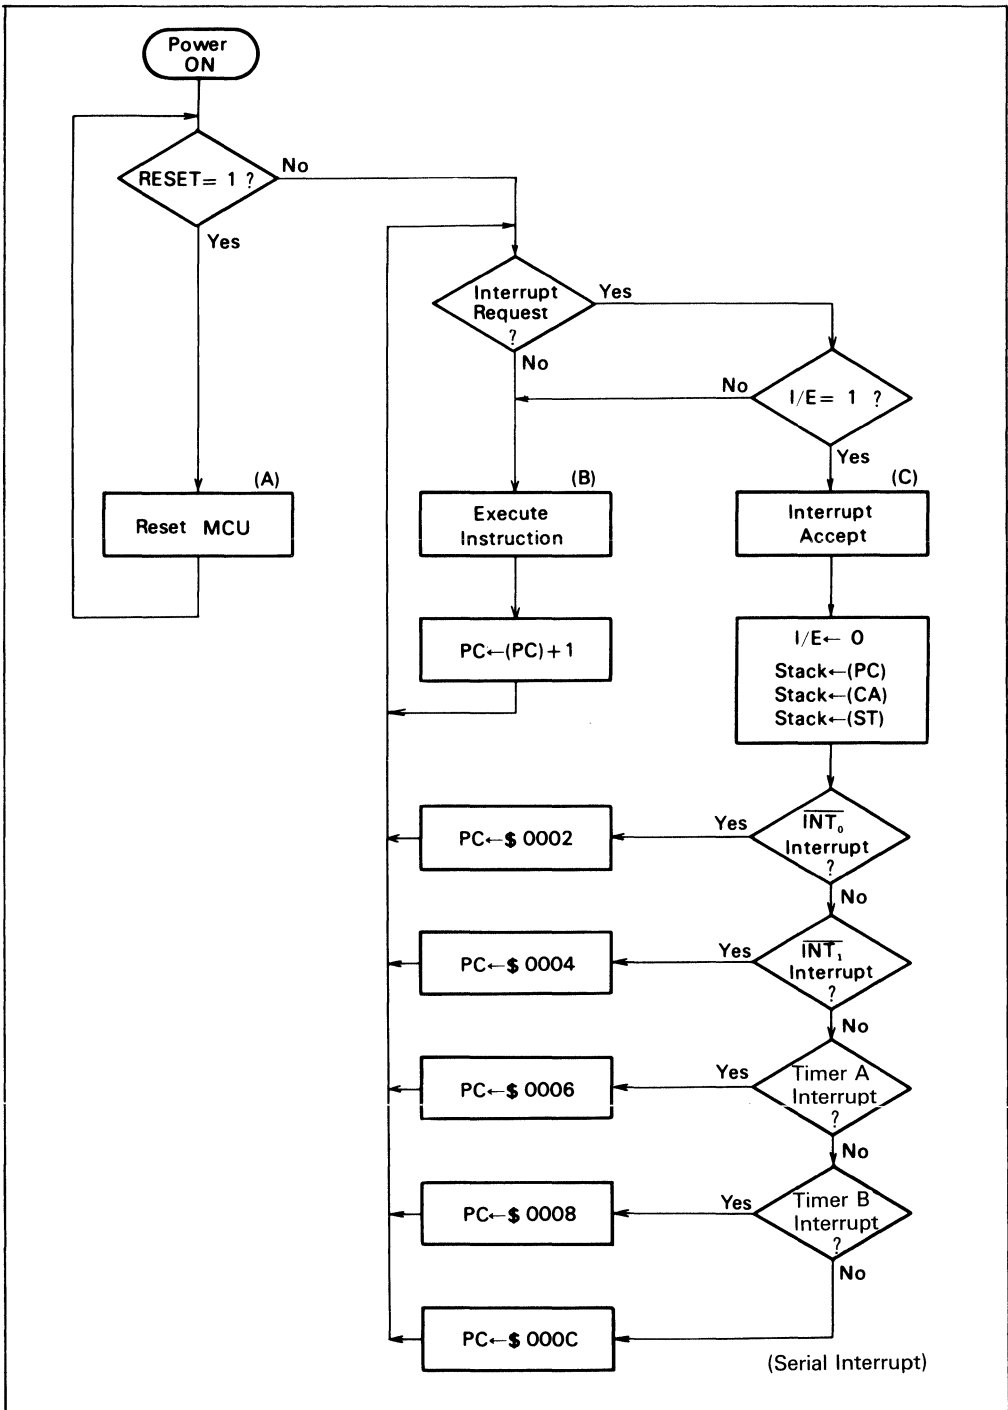 Power
ON
RESET= 1 ?
No
Yes
Interrupt
Request
?
Yes
No
I/E= 1 ?
No
Yes
(A)
Reset MCU
(B)
Execute
Instruction
(C)
Interrupt
Accept
PC←(PC)+1
I/E← 0
Stack←(PC)
Stack←(CA)
Stack←(ST)
PC←$ 0002
Yes
INT₀
Interrupt
?
No
PC←$ 0004
Yes
INT₁
Interrupt
?
No
PC←$ 0006
Yes
Timer A
Interrupt
?
No
PC←$ 0008
Yes
Timer B
Interrupt
?
No
PC←$ 000C
(Serial Interrupt)